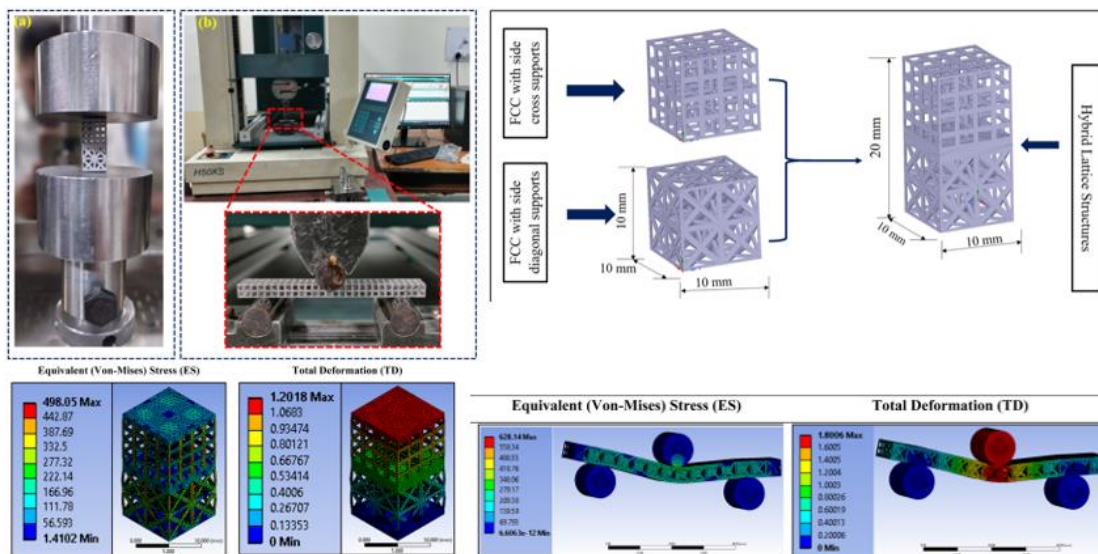 (a)
(b)
H50KS
FCC with side
cross supports
FCC with side
diagonal supports
10 mm
10 mm
10 mm
20 mm
10 mm
10 mm
Hybrid Lattice Structures
Equivalent (Von-Mises) Stress (ES)
498.05 Max
442.87
387.69
332.5
277.32
222.14
166.96
111.78
56.593
1.4102 Min
Total Deformation (TD)
1.2018 Max
1.0683
0.93474
0.80121
0.66767
0.53414
0.4006
0.26707
0.13353
0 Min
Equivalent (Von-Mises) Stress (ES)
628.14 Max
6.6063e-12 Min
Total Deformation (TD)
1.8006 Max
1.6005
1.4005
1.2004
1.0003
0.80026
0.60019
0.40013
0.20006
0 Min